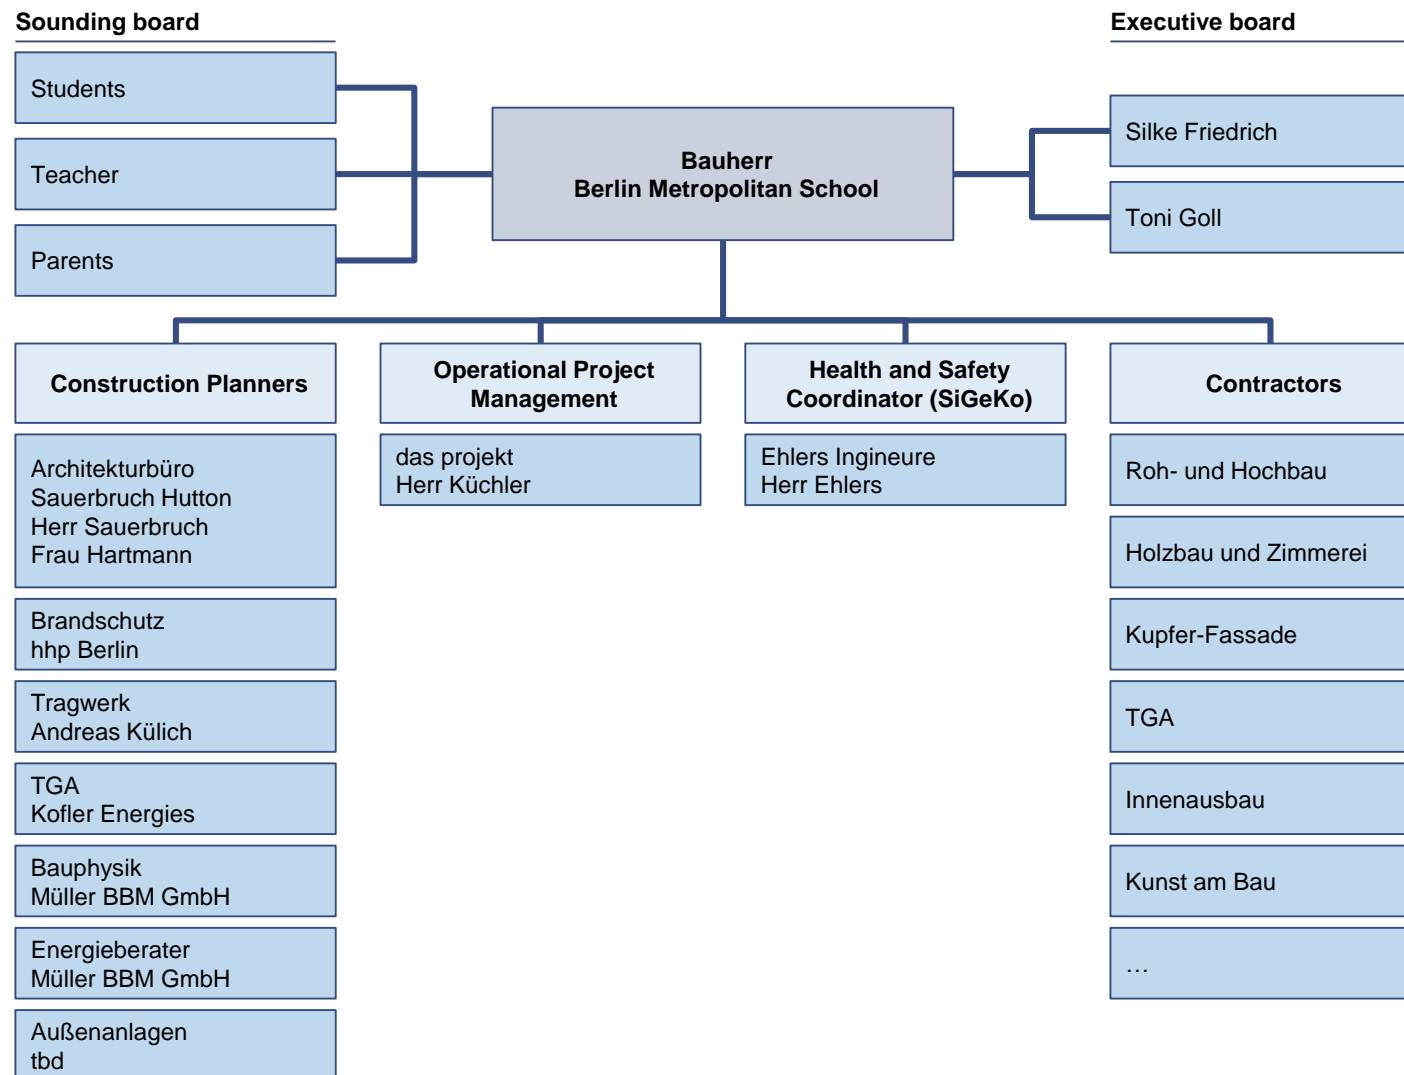 Sounding board
Executive board
Students
Teacher
Parents
Bauherr
Berlin Metropolitan School
Silke Friedrich
Toni Goll
Construction Planners
Architekturbüro
Sauerbruch Hutton
Herr Sauerbruch
Frau Hartmann
Brandschutz
hhp Berlin
Tragwerk
Andreas Külich
TGA
Kofler Energies
Bauphysik
Müller BBM GmbH
Energieberater
Müller BBM GmbH
Außenanlagen
tbd
Operational Project
Management
das projekt
Herr Küchler
Health and Safety
Coordinator (SiGeKo)
Ehlers Ingineure
Herr Ehlers
Contractors
Roh- und Hochbau
Holzbau und Zimmerei
Kupfer-Fassade
TGA
Innenausbau
Kunst am Bau
…